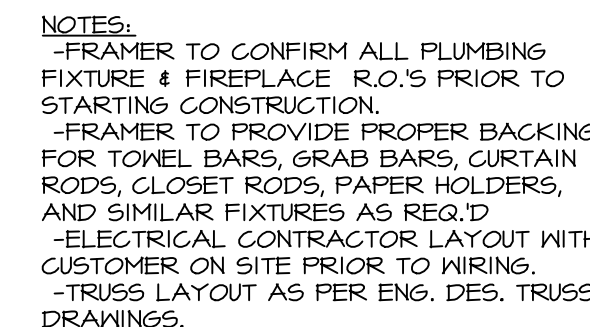 NOTES:
-FRAMER TO CONFIRM ALL PLUMBING
FIXTURE & FIREPLACE R.O.'S PRIOR TO
STARTING CONSTRUCTION.
-FRAMER TO PROVIDE PROPER BACKING
FOR TOWEL BARS, GRAB BARS, CURTAIN
RODS, CLOSET RODS, PAPER HOLDERS,
AND SIMILAR FIXTURES AS REQ.'D
-ELECTRICAL CONTRACTOR LAYOUT WITH
CUSTOMER ON SITE PRIOR TO WIRING.
-TRUSS LAYOUT AS PER ENG. DES. TRUSS
DRAWINGS.